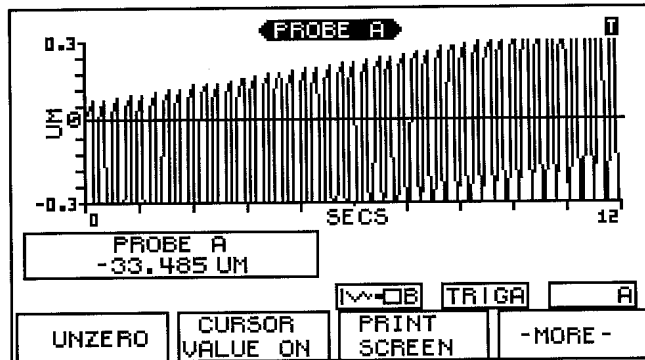 PROBE A
T
0.3
UM
0
-0.3
0
SECS
12
PROBE A
-33.485 UM
B
TRIGA
A
UNZERO
CURSOR
VALUE ON
PRINT
SCREEN
-MORE-